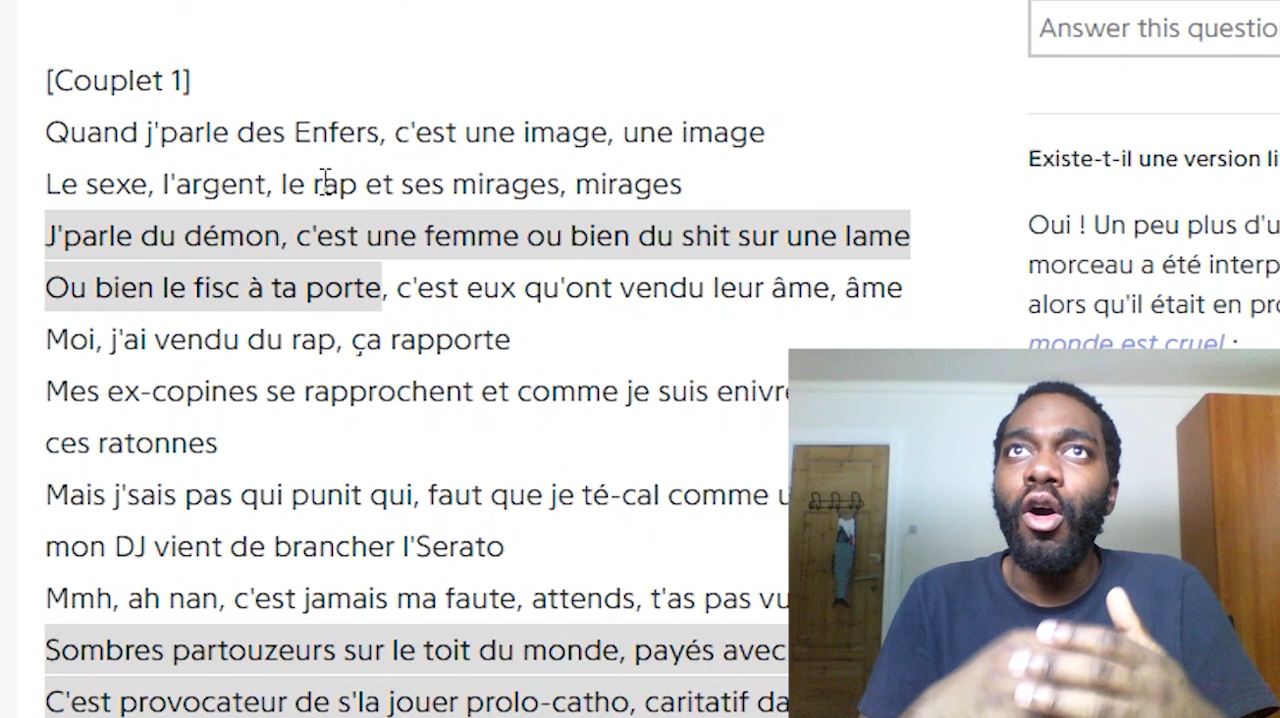 [Couplet 1]
Quand j'parle des Enfers, c'est une image, une image
Le sexe, l'argent, le rap et ses mirages, mirages
J'parle du démon, c'est une femme ou bien du shit sur une lame
Ou bien le fisc à ta porte, c'est eux qu'ont vendu leur âme, âme
Moi, j'ai vendu du rap, ça rapporte
Mes ex-copines se rapprochent et comme je suis
ces ratonnes
Mais j'sais pas qui punit qui, faut que je té-cal comme
mon DJ vient de brancher l'Serato
Mmh, ah nan, c'est jamais ma faute, attends, t'as pas vu
Sombres partouzeurs sur le toit du monde, payés avec
C'est provocateur de s'la jouer prolo-catho, caritatif
Answer this
Existe-t-il une version
Oui ! Un peu plus
morceau a été
alors qu'il était en
monde est cruel :